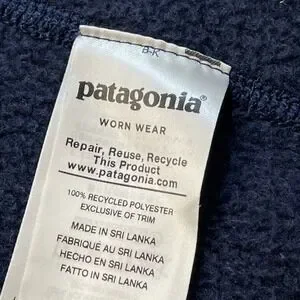 B-K
patagonia®
WORN WEAR
Repair, Reuse, Recycle
This Product
www.patagonia.com
100% RECYCLED POLYESTER
EXCLUSIVE OF TRIM
MADE IN SRI LANKA
FABRIQUÉ AU SRI LANKA
HECHO EN SRI LANKA
FATTO IN SRI LANKA